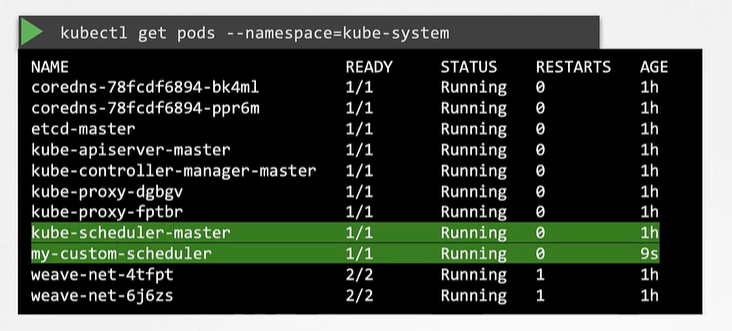 kubectl get pods --namespace=kube-system
NAME READY STATUS RESTARTS AGE
coredns-78fcdf6894-bk4ml 1/1 Running 0 1h
coredns-78fcdf6894-ppr6m 1/1 Running 0 1h
etcd-master 1/1 Running 0 1h
kube-apiserver-master 1/1 Running 0 1h
kube-controller-manager-master 1/1 Running 0 1h
kube-proxy-dgbgv 1/1 Running 0 1h
kube-proxy-fptbr 1/1 Running 0 1h
kube-scheduler-master 1/1 Running 0 1h
my-custom-scheduler 1/1 Running 0 9s
weave-net-4tfpt 2/2 Running 1 1h
weave-net-6j6zs 2/2 Running 1 1h